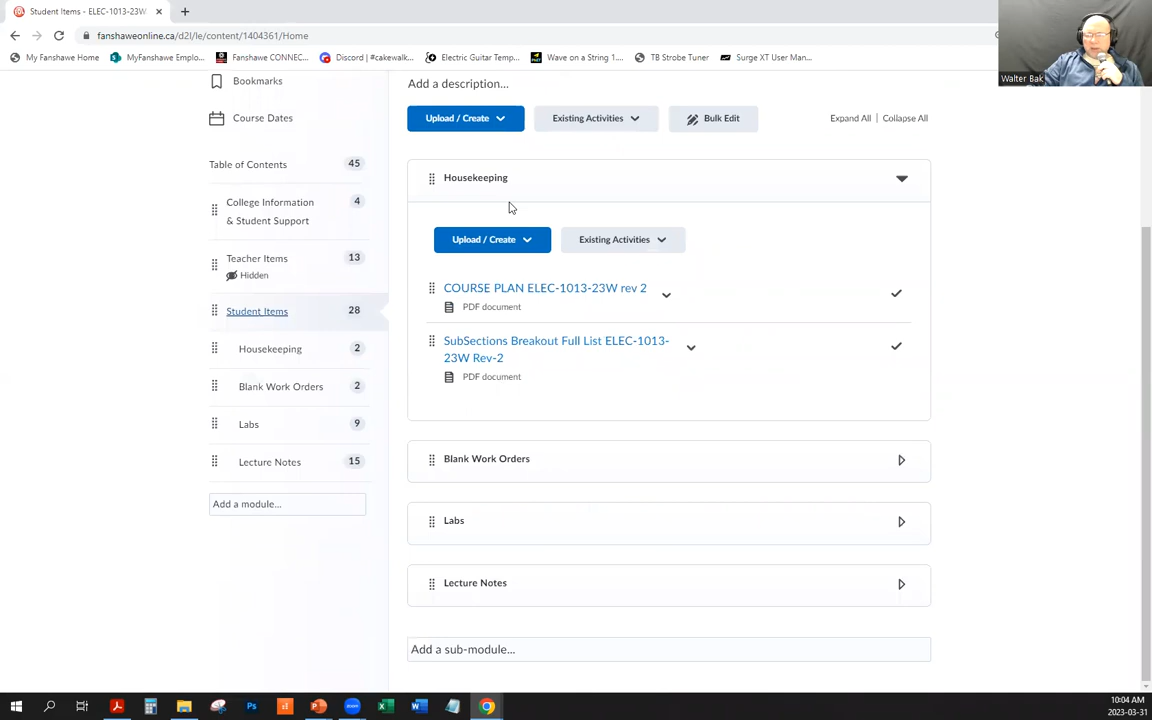 Student Items - ELEC-1013-23W
fanshaweonline.ca/d2l/le/content/1404361/Home
My Fanshawe Home
MyFanshawe Emplo...
Fanshawe CONNEC...
Discord | #cakewalk...
Electric Guitar Temp...
Wave on a String 1....
TB Strobe Tuner
Surge XT User Man...
Walter Bak
Bookmarks
Course Dates
Table of Contents 45
College Information 4
& Student Support
Teacher Items 13
Hidden
Student Items 28
Housekeeping 2
Blank Work Orders 2
Labs 9
Lecture Notes 15
Add a module...
Add a description...
Upload / Create
Existing Activities
Bulk Edit
Expand All | Collapse All
Housekeeping
Upload / Create
Existing Activities
COURSE PLAN ELEC-1013-23W rev 2
PDF document
SubSections Breakout Full List ELEC-1013-
23W Rev-2
PDF document
Blank Work Orders
Labs
Lecture Notes
Add a sub-module...
10:04 AM
2023-03-31